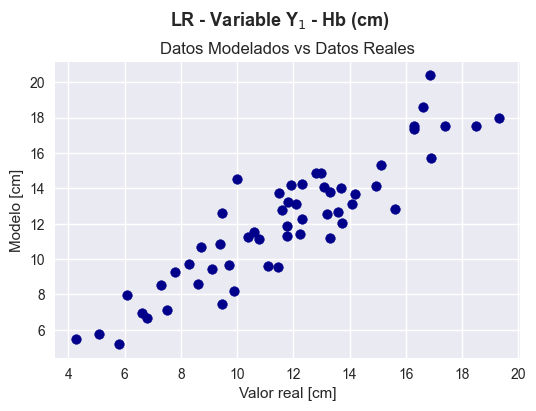 LR - Variable Y₁ - Hb (cm)
Datos Modelados vs Datos Reales
20
18
16
14
12
10
8
6
Modelo [cm]
4 6 8 10 12 14 16 18 20
Valor real [cm]